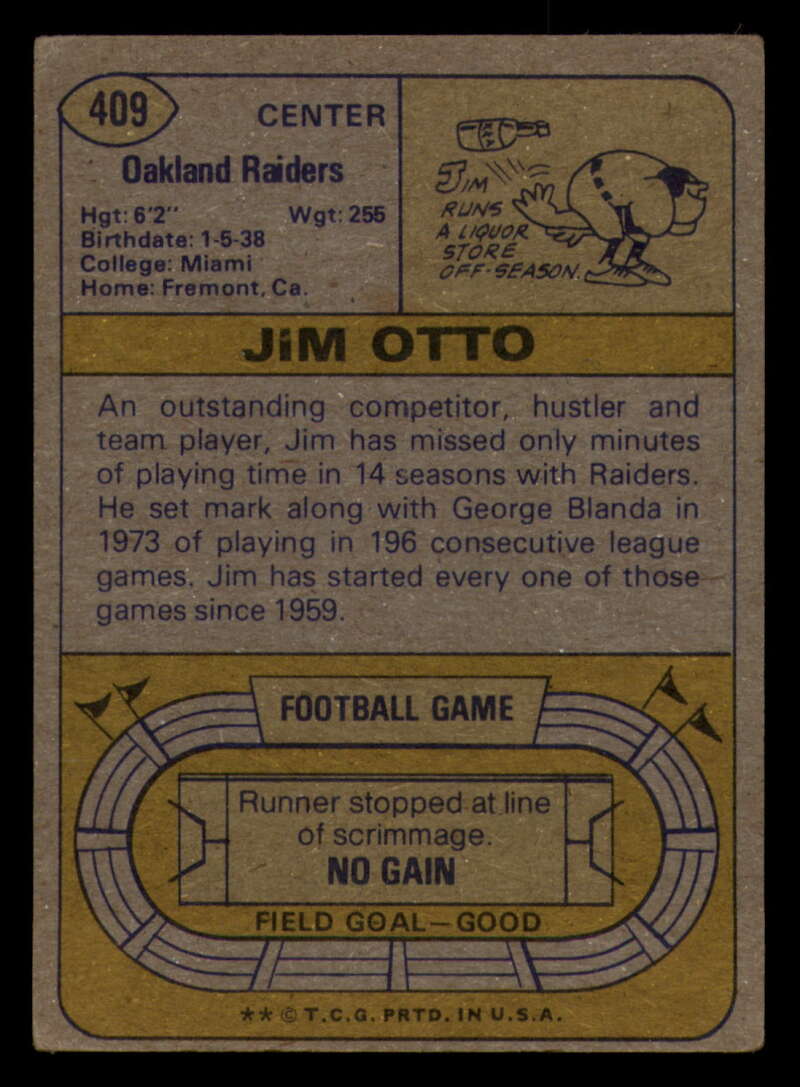 409
CENTER
Oakland Raiders
Hgt: 6'2" Wgt: 255
Birthdate: 1-5-38
College: Miami
Home: Fremont, Ca.
JIM
RUNS
A LIQUOR
STORE
OFF-SEASON.
JiM OTTO
An outstanding competitor, hustler and
team player, Jim has missed only minutes
of playing time in 14 seasons with Raiders.
He set mark along with George Blanda in
1973 of playing in 196 consecutive league
games. Jim has started every one of those
games since 1959.
FOOTBALL GAME
Runner stopped at line
of scrimmage.
NO GAIN
FIELD GOAL—GOOD
** © T.C.G. PRTD. IN U.S.A.